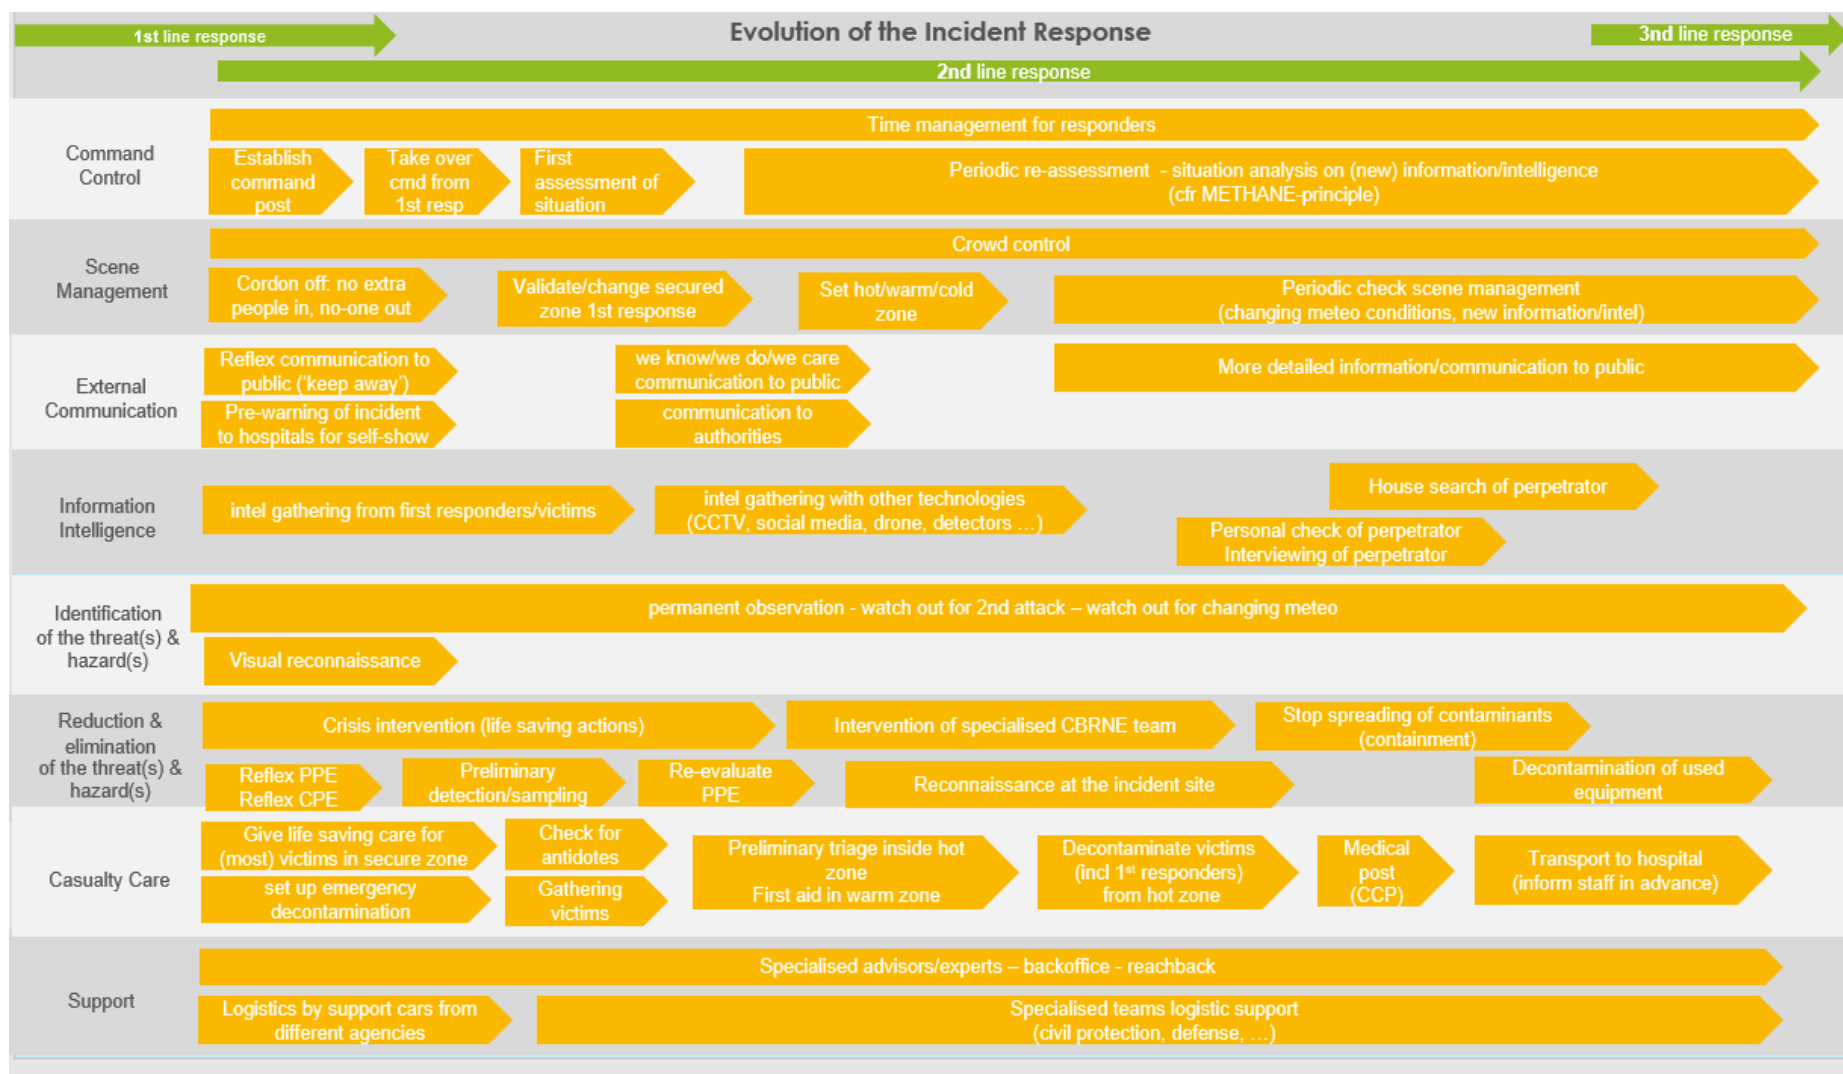 Evolution of the Incident Response
1st line response
3nd line response
2nd line response
Command
Control
Time management for responders
Establish
command
post
Take over
cmd from
1st resp
First
assessment of
situation
Periodic re-assessment - situation analysis on (new) information/intelligence
(cfr METHANE-principle)
Scene
Management
Crowd control
Cordon off: no extra
people in, no-one out
Validate/change secured
zone 1st response
Set hot/warm/cold
zone
Periodic check scene management
(changing meteo conditions, new information/intel)
External
Communication
Reflex communication to
public ('keep away')
Pre-warning of incident
to hospitals for self-show
we know/we do/we care
communication to public
communication to
authorities
More detailed information/communication to public
Information
Intelligence
intel gathering from first responders/victims
intel gathering with other technologies
(CCTV, social media, drone, detectors ...)
House search of perpetrator
Personal check of perpetrator
Interviewing of perpetrator
Identification
of the threat(s) &
hazard(s)
permanent observation - watch out for 2nd attack – watch out for changing meteo
Visual reconnaissance
Reduction &
elimination
of the threat(s) &
hazard(s)
Crisis intervention (life saving actions)
Intervention of specialised CBRNE team
Stop spreading of contaminants
(containment)
Reflex PPE
Reflex CPE
Preliminary
detection/sampling
Re-evaluate
PPE
Reconnaissance at the incident site
Decontamination of used
equipment
Casualty Care
Give life saving care for
(most) victims in secure zone
set up emergency
decontamination
Check for
antidotes
Gathering
victims
Preliminary triage inside hot
zone
First aid in warm zone
Decontaminate victims
(incl 1st responders)
from hot zone
Medical
post
(CCP)
Transport to hospital
(inform staff in advance)
Support
Specialised advisors/experts – backoffice - reachback
Logistics by support cars from
different agencies
Specialised teams logistic support
(civil protection, defense, ...)